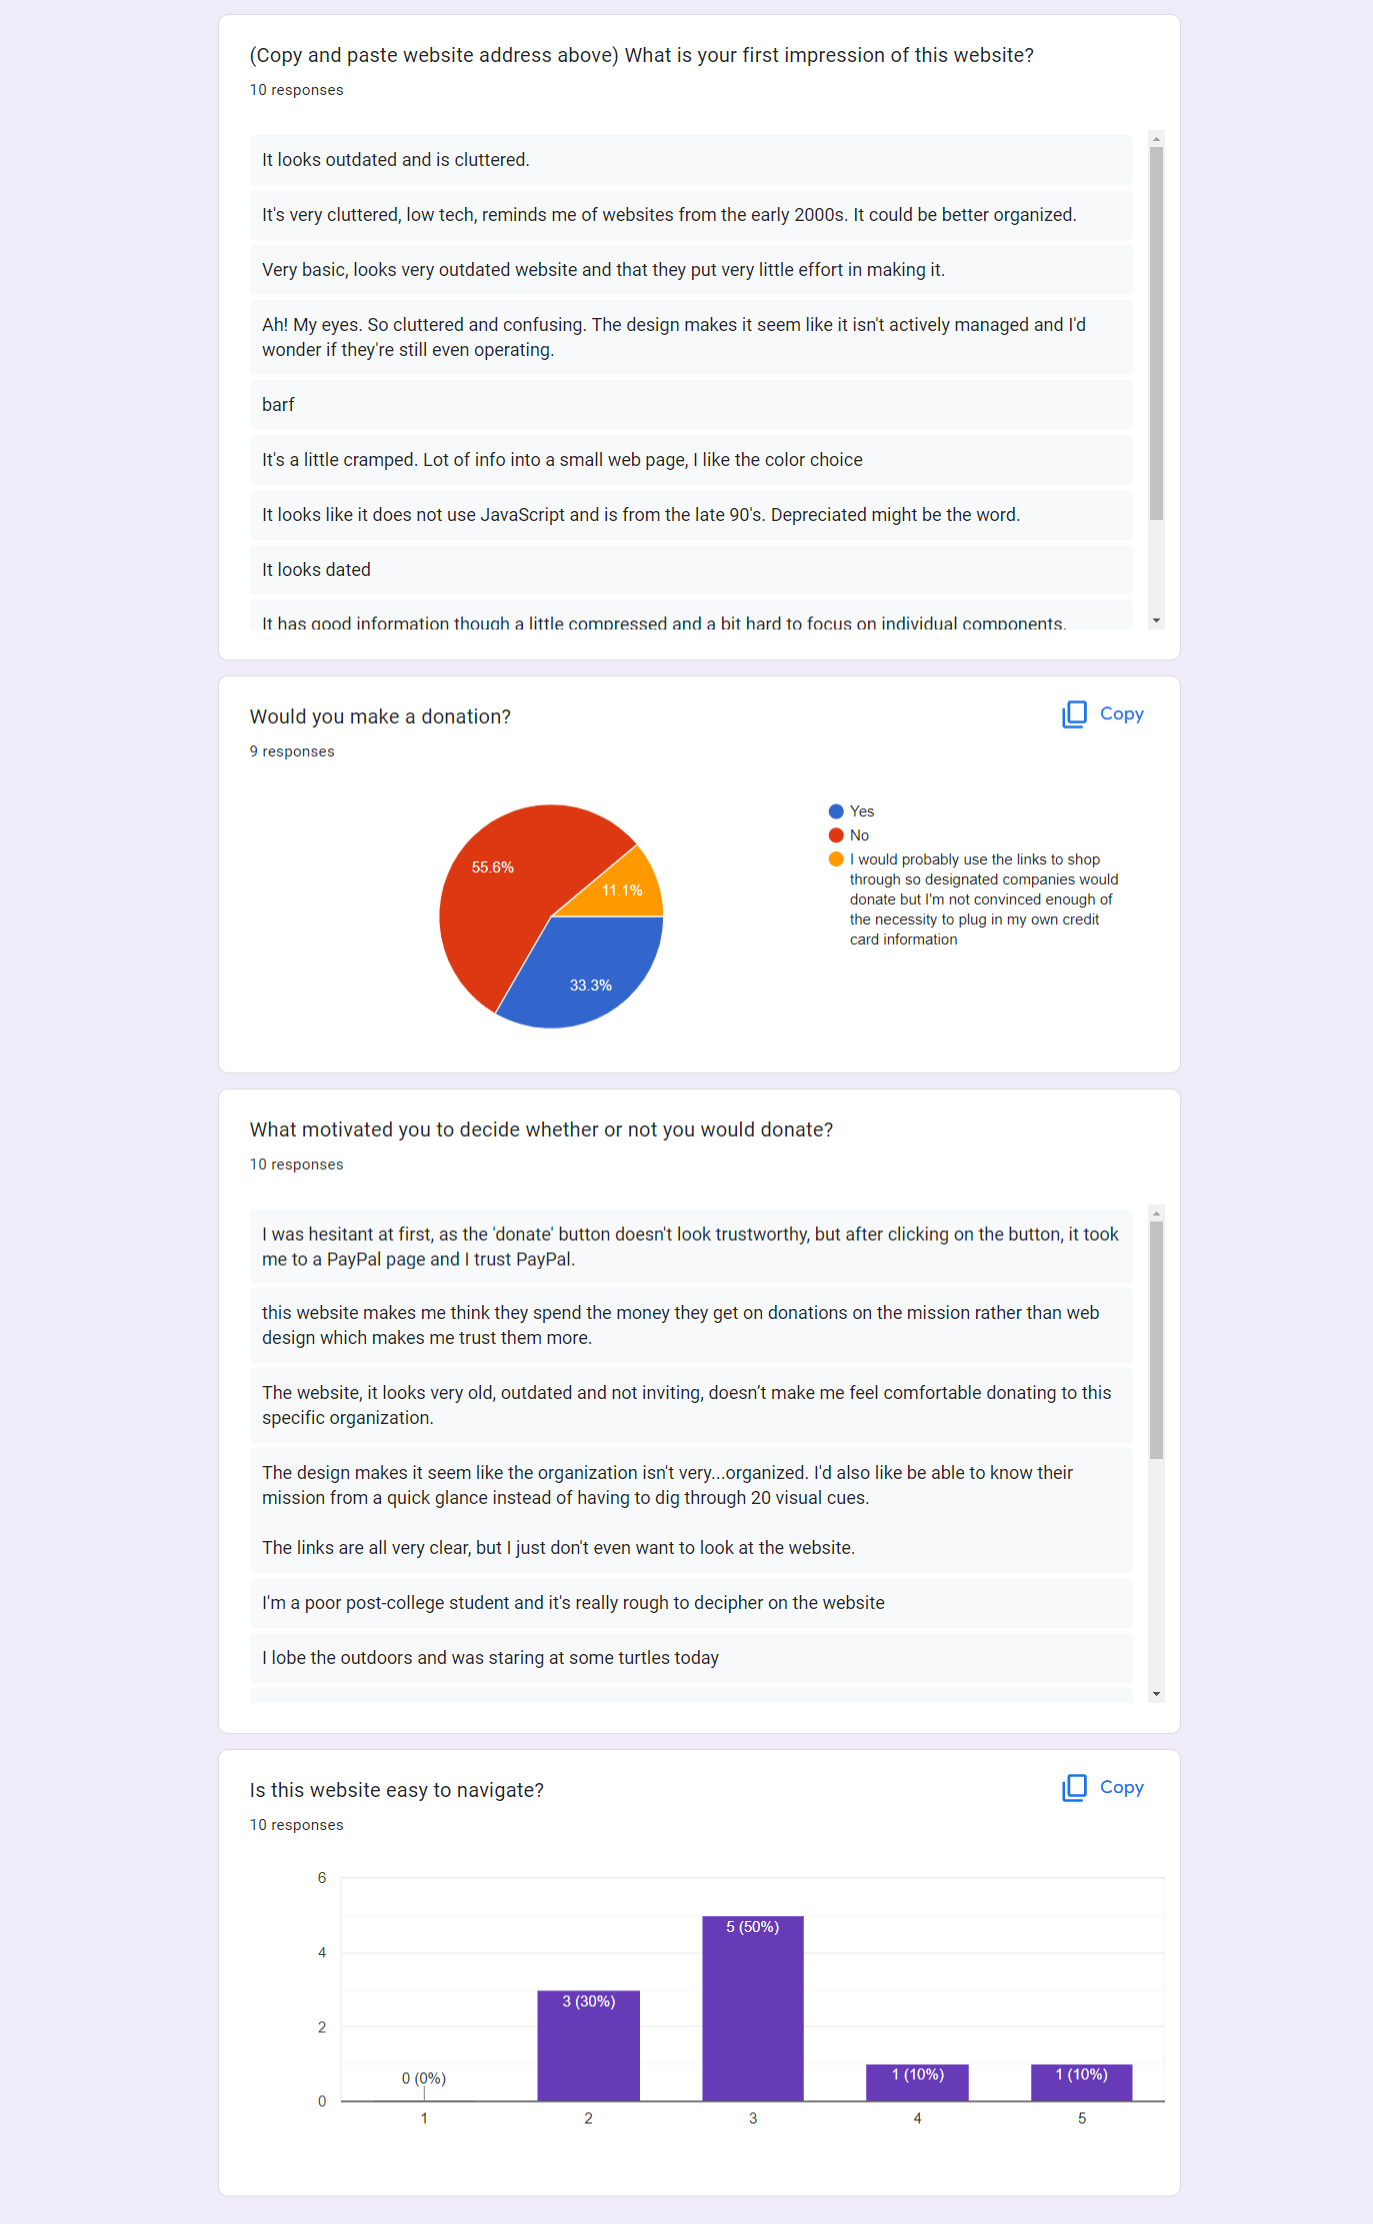 (Copy and paste website address above) What is your first impression of this website?
10 responses
It looks outdated and is cluttered.
It's very cluttered, low tech, reminds me of websites from the early 2000s. It could be better organized.
Very basic, looks very outdated website and that they put very little effort in making it.
Ah! My eyes. So cluttered and confusing. The design makes it seem like it isn't actively managed and I'd
wonder if they're still even operating.
barf
It's a little cramped. Lot of info into a small web page, I like the color choice
It looks like it does not use JavaScript and is from the late 90's. Depreciated might be the word.
It looks dated
It has good information though a little compressed and a bit hard to focus on individual components.
Would you make a donation?
Copy
9 responses
55.6%
11.1%
33.3%
Yes
No
I would probably use the links to shop
through so designated companies would
donate but I'm not convinced enough of
the necessity to plug in my own credit
card information
What motivated you to decide whether or not you would donate?
10 responses
I was hesitant at first, as the 'donate' button doesn't look trustworthy, but after clicking on the button, it took
me to a PayPal page and I trust PayPal.
this website makes me think they spend the money they get on donations on the mission rather than web
design which makes me trust them more.
The website, it looks very old, outdated and not inviting, doesn’t make me feel comfortable donating to this
specific organization.
The design makes it seem like the organization isn't very...organized. I'd also like be able to know their
mission from a quick glance instead of having to dig through 20 visual cues.
The links are all very clear, but I just don't even want to look at the website.
I'm a poor post-college student and it's really rough to decipher on the website
I lobe the outdoors and was staring at some turtles today
Is this website easy to navigate?
Copy
10 responses
6
4
2
0
0 (0%)
3 (30%)
5 (50%)
1 (10%)
1 (10%)
1
2
3
4
5